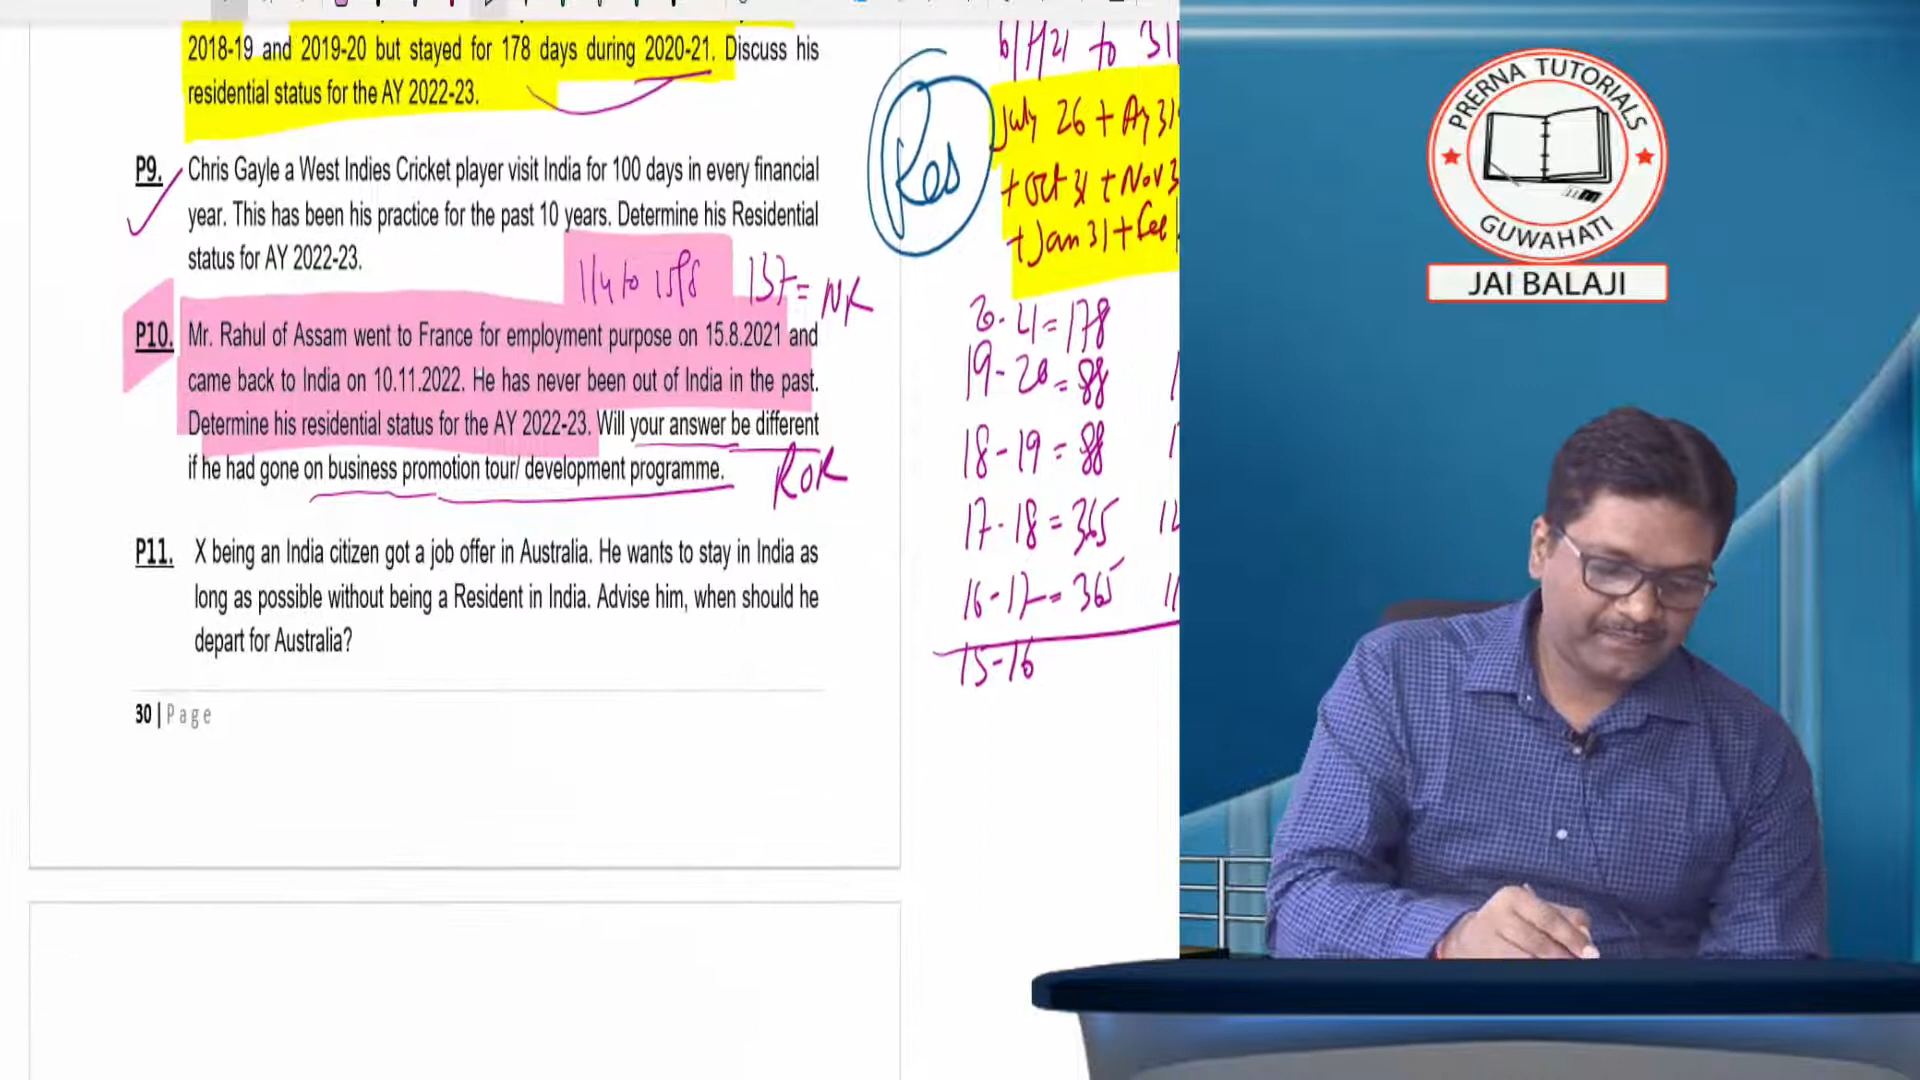 2018-19 and 2019-20 but stayed for 178 days during 2020-21. Discuss his
residential status for the AY 2022-23.
P9. Chris Gayle a West Indies Cricket player visit India for 100 days in every financial
year. This has been his practice for the past 10 years. Determine his Residential
status for AY 2022-23.
1/4 to 15/8 137 = NR
P10. Mr. Rahul of Assam went to France for employment purpose on 15.8.2021 and
came back to India on 10.11.2022. He has never been out of India in the past.
Determine his residential status for the AY 2022-23. Will your answer be different
if he had gone on business promotion tour/ development programme.
ROR
P11. X being an India citizen got a job offer in Australia. He wants to stay in India as
long as possible without being a Resident in India. Advise him, when should he
depart for Australia?
30 | Page
Res
to 31
July 26 +
+ Oct 31 + Nov 3
+ Jan 31 +
= 178
19-20 = 88
18-19 = 88
17-18 = 365
16-17 = 365
15-16
PRERNA TUTORIALS
GUWAHATI
JAI BALAJI